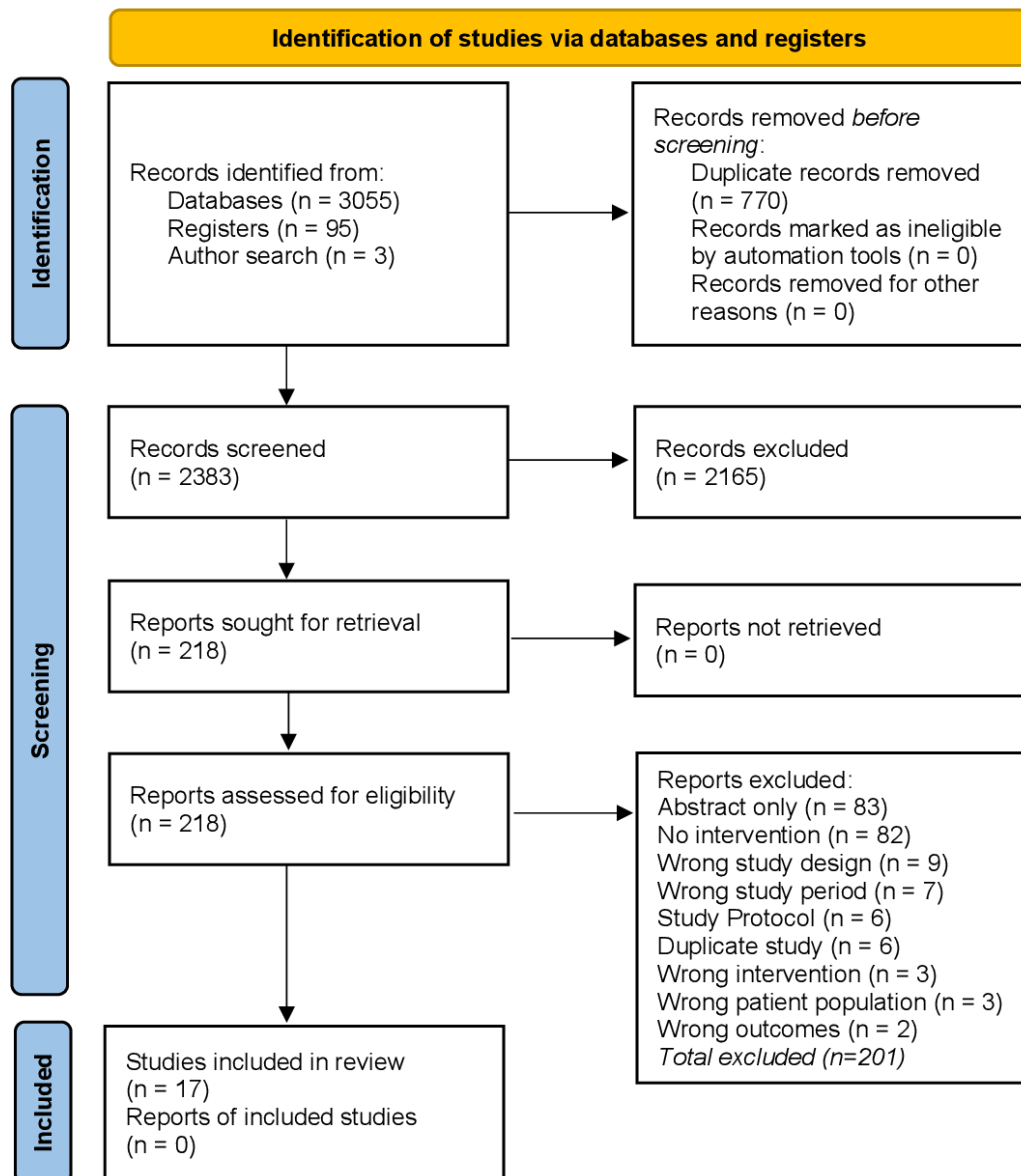 Identification of studies via databases and registers
Identification
Records identified from:
Databases (n = 3055)
Registers (n = 95)
Author search (n = 3)
Records removed before
screening:
Duplicate records removed
(n = 770)
Records marked as ineligible
by automation tools (n = 0)
Records removed for other
reasons (n = 0)
Screening
Records screened
(n = 2383)
Records excluded
(n = 2165)
Reports sought for retrieval
(n = 218)
Reports not retrieved
(n = 0)
Reports assessed for eligibility
(n = 218)
Reports excluded:
Abstract only (n = 83)
No intervention (n = 82)
Wrong study design (n = 9)
Wrong study period (n = 7)
Study Protocol (n = 6)
Duplicate study (n = 6)
Wrong intervention (n = 3)
Wrong patient population (n = 3)
Wrong outcomes (n = 2)
Total excluded (n=201)
Included
Studies included in review
(n = 17)
Reports of included studies
(n = 0)